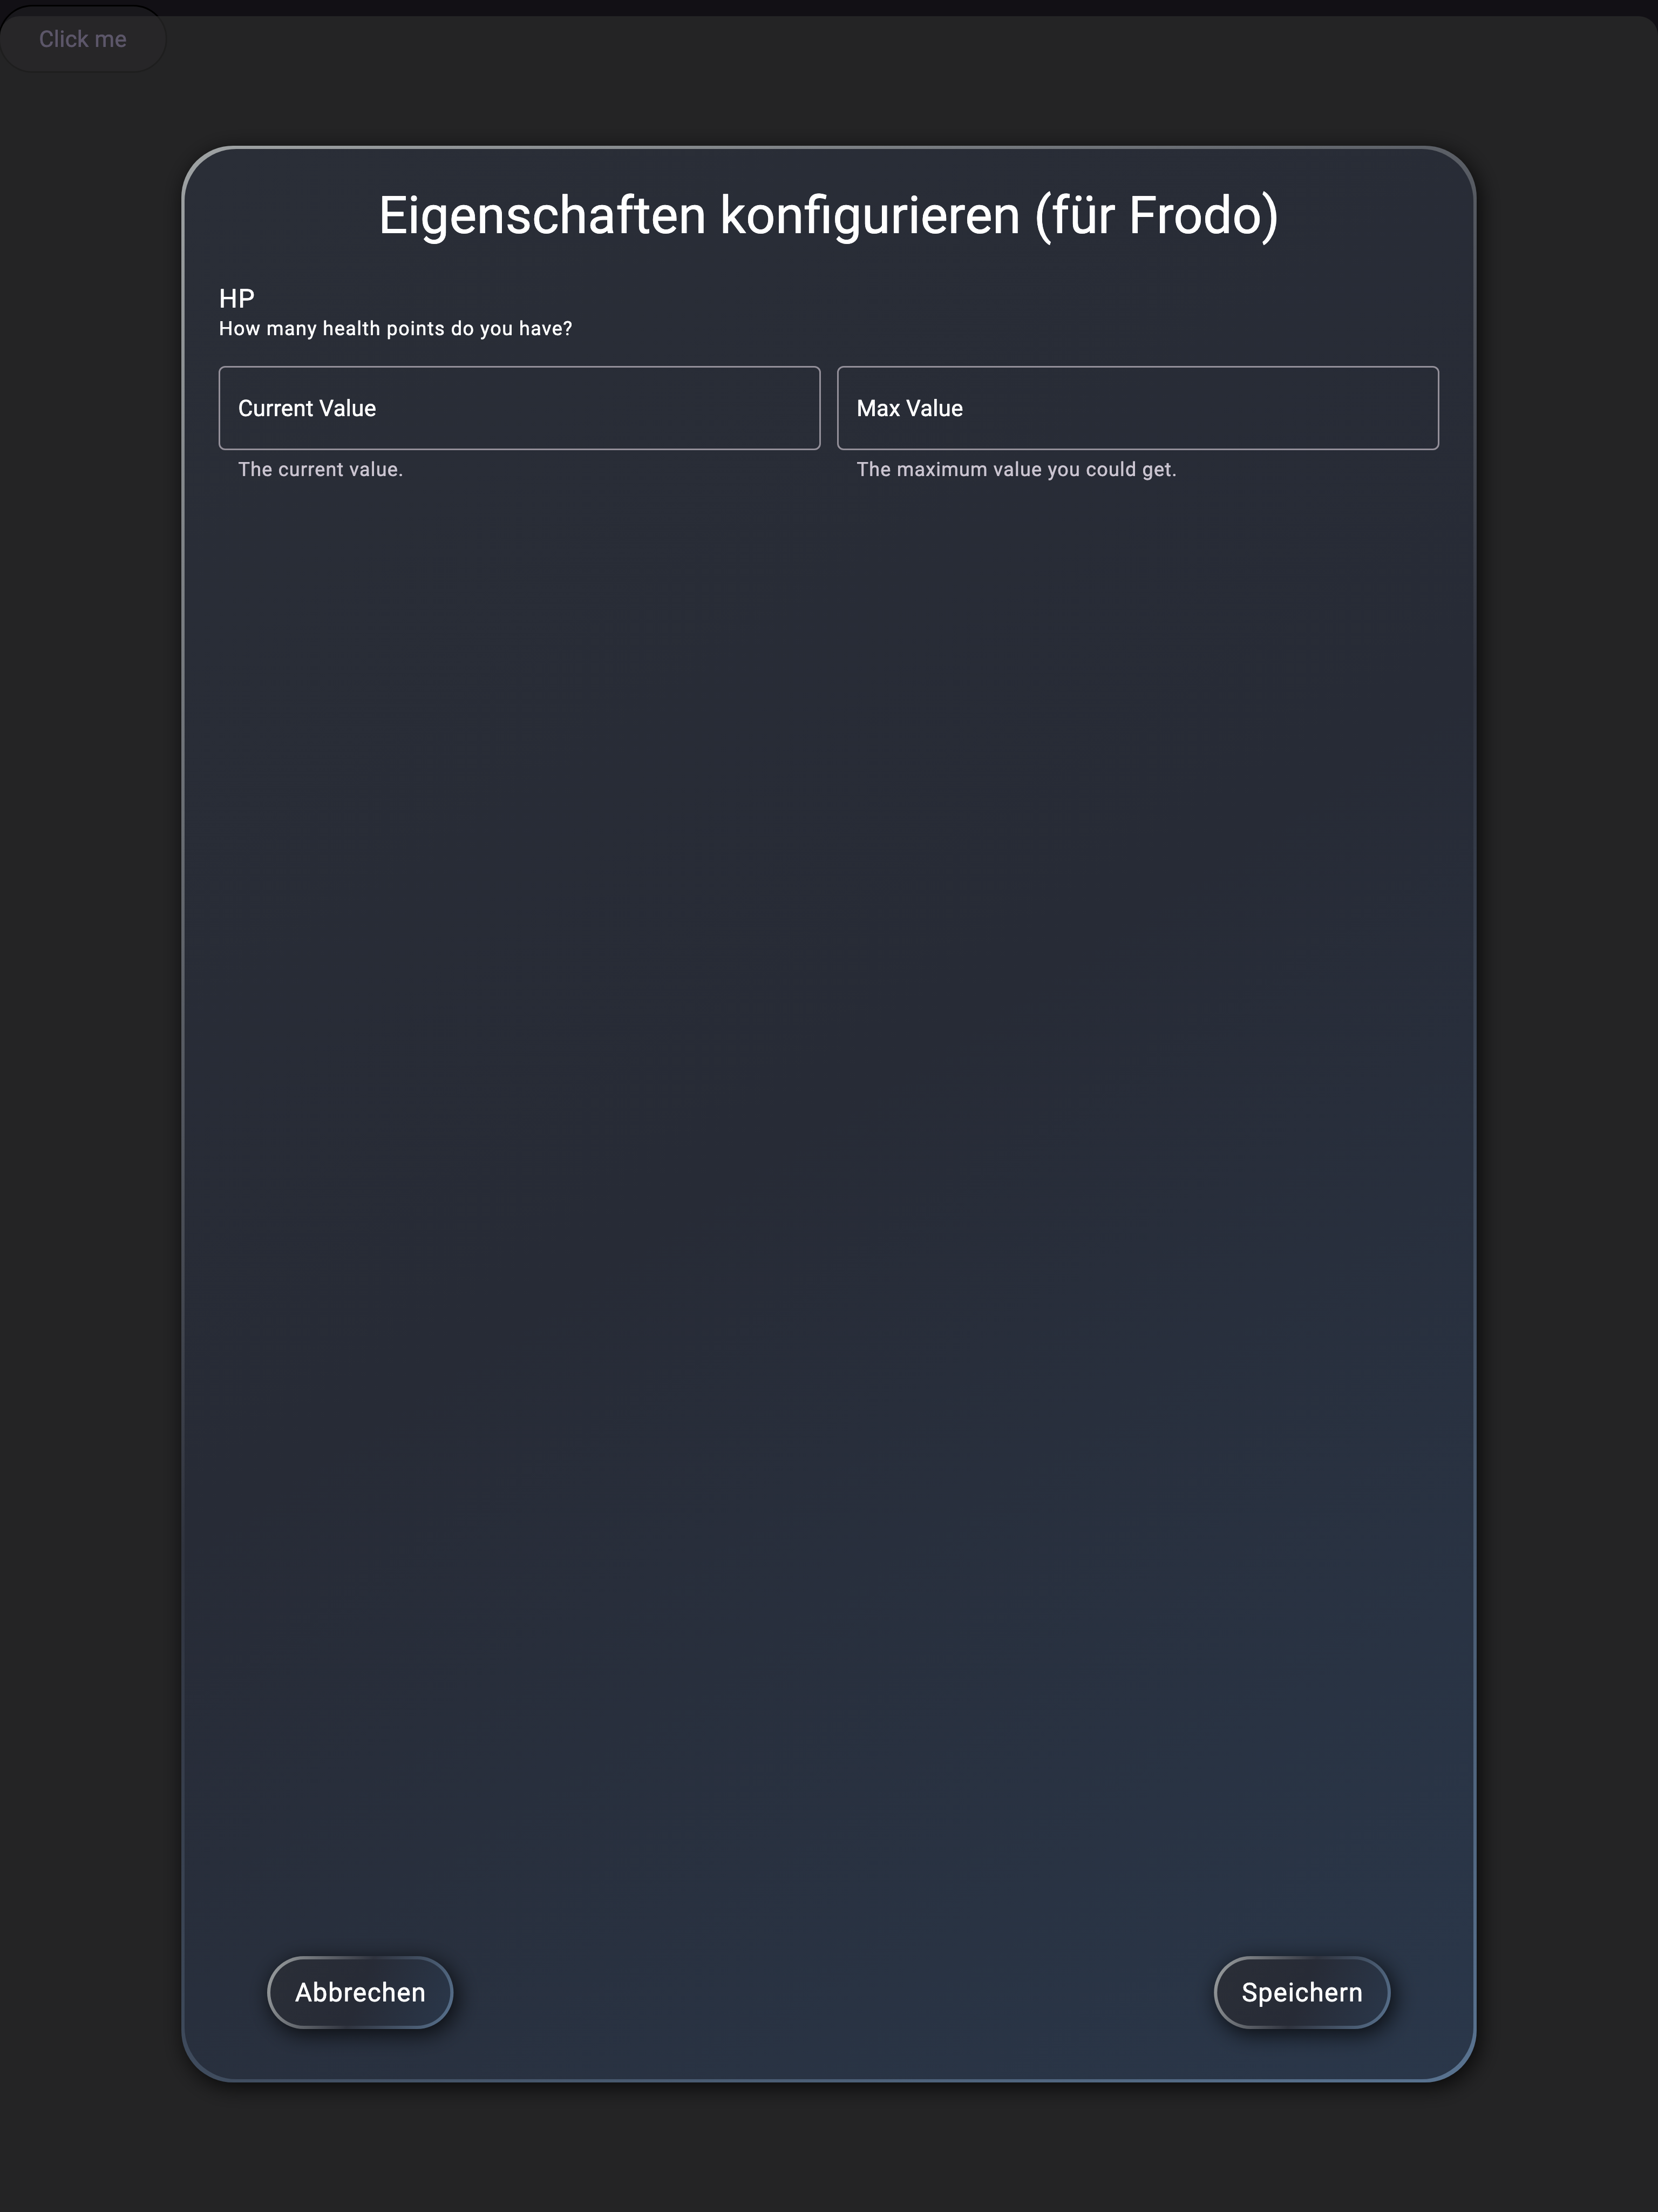 Click me
Eigenschaften konfigurieren (für Frodo)
HP
How many health points do you have?
Current Value
Max Value
The current value.
The maximum value you could get.
Abbrechen
Speichern